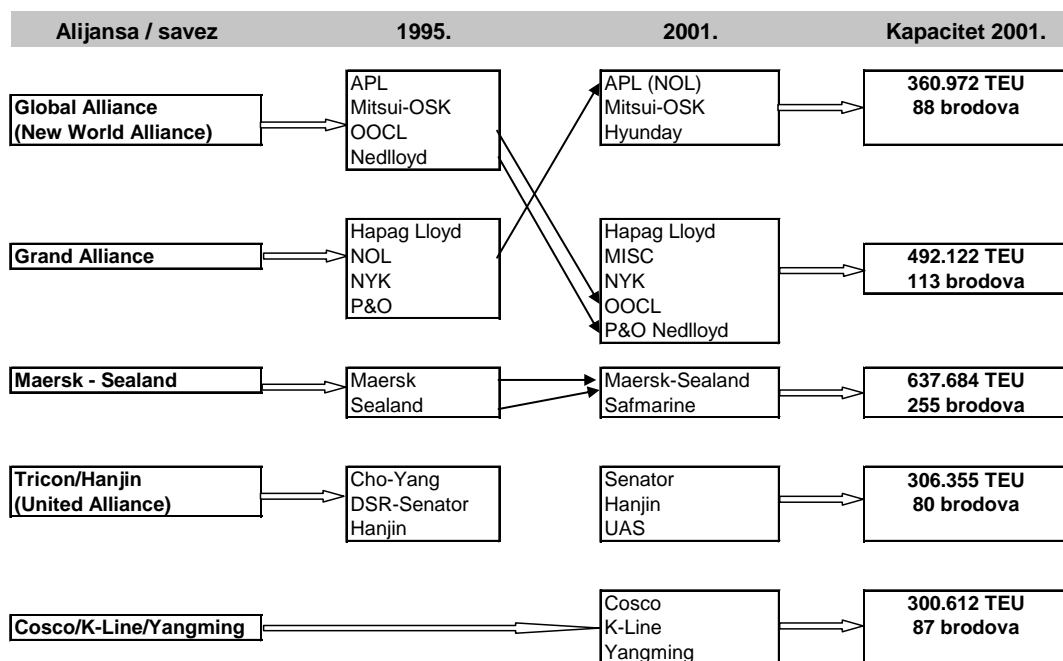 Alijansa / savez 1995. 2001. Kapacitet 2001.
Global Alliance
(New World Alliance)
APL
Mitsui-OSK
OOCL
Nedlloyd
APL (NOL)
Mitsui-OSK
Hyunday
360.972 TEU
88 brodova
Grand Alliance
Hapag Lloyd
NOL
NYK
P&O
Hapag Lloyd
MISC
NYK
OOCL
P&O Nedlloyd
492.122 TEU
113 brodova
Maersk - Sealand
Maersk
Sealand
Maersk-Sealand
Safmarine
637.684 TEU
255 brodova
Tricon/Hanjin
(United Alliance)
Cho-Yang
DSR-Senator
Hanjin
Senator
Hanjin
UAS
306.355 TEU
80 brodova
Cosco/K-Line/Yangming
Cosco
K-Line
Yangming
300.612 TEU
87 brodova